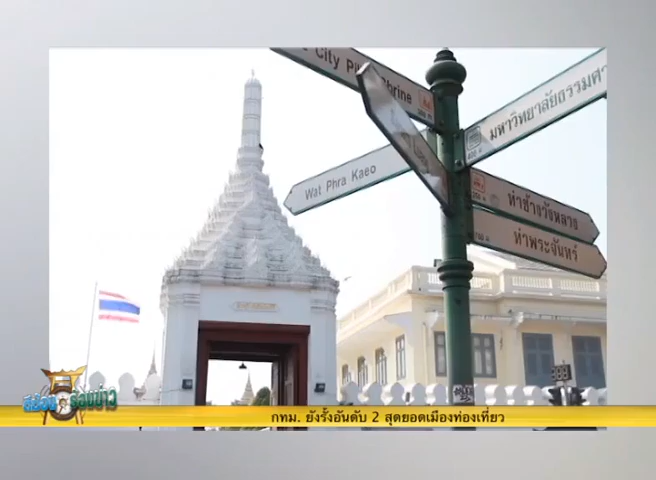 City Pillar Shrine
มหาวิทยาลัยธรรมศา
Wat Phra Kaeo
ท่าช้างวังหลวง
ท่าพระจันทร์
กทม. ยังรั้งอันดับ 2 สุดยอดเมืองท่องเที่ยว